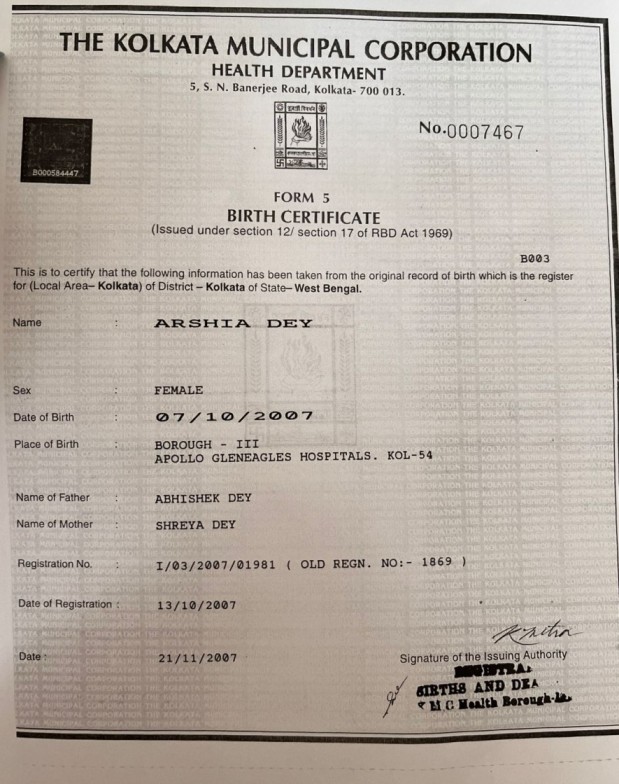 THE KOLKATA MUNICIPAL CORPORATION
HEALTH DEPARTMENT
5, S. N. Banerjee Road, Kolkata- 700 013.
No.0007467
B000584447
FORM 5
BIRTH CERTIFICATE
(Issued under section 12/ section 17 of RBD Act 1969)
B003
This is to certify that the following information has been taken from the original record of birth which is the register
for (Local Area– Kolkata) of District – Kolkata of State– West Bengal.
Name : ARSHIA DEY
Sex : FEMALE
Date of Birth : 07/10/2007
Place of Birth : BOROUGH - III
APOLLO GLENEAGLES HOSPITALS. KOL-54
Name of Father : ABHISHEK DEY
Name of Mother : SHREYA DEY
Registration No. : I/03/2007/01981 ( OLD REGN. NO:- 1869 )
Date of Registration : 13/10/2007
Date : 21/11/2007
Signature of the Issuing Authority
BIRTHS AND DEA
M C Health Borough